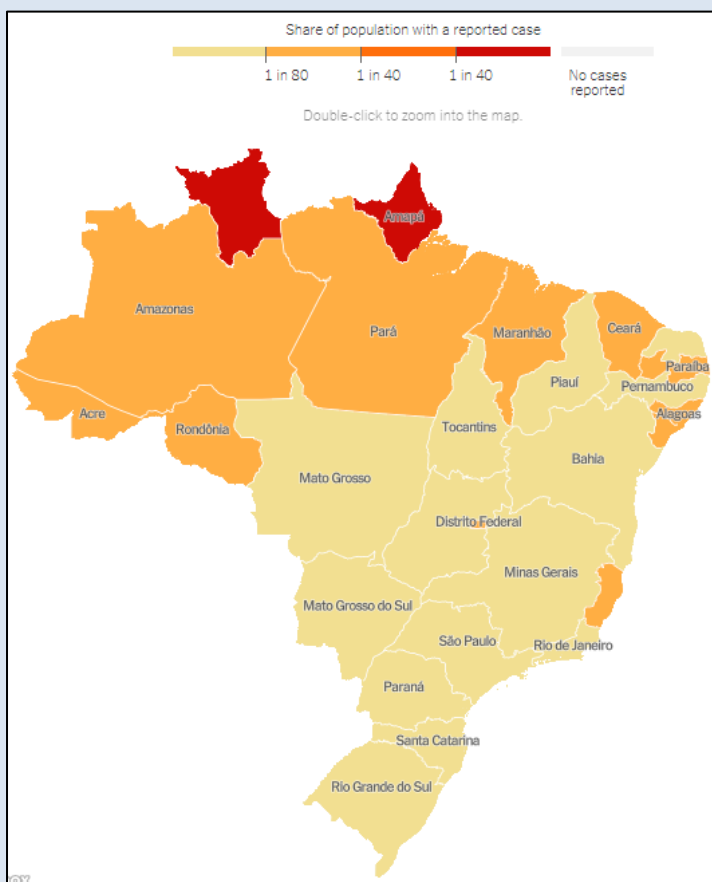 Share of population with a reported case
1 in 80
1 in 40
1 in 40
No cases
reported
Double-click to zoom into the map.
Amapá
Amazonas
Pará
Maranhão
Ceará
Paraíba
Piauí
Pernambuco
Acre
Alagoas
Rondônia
Tocantins
Bahia
Mato Grosso
Distrito Federal
Minas Gerais
Mato Grosso do Sul
São Paulo
Rio de Janeiro
Paraná
Santa Catarina
Rio Grande do Sul